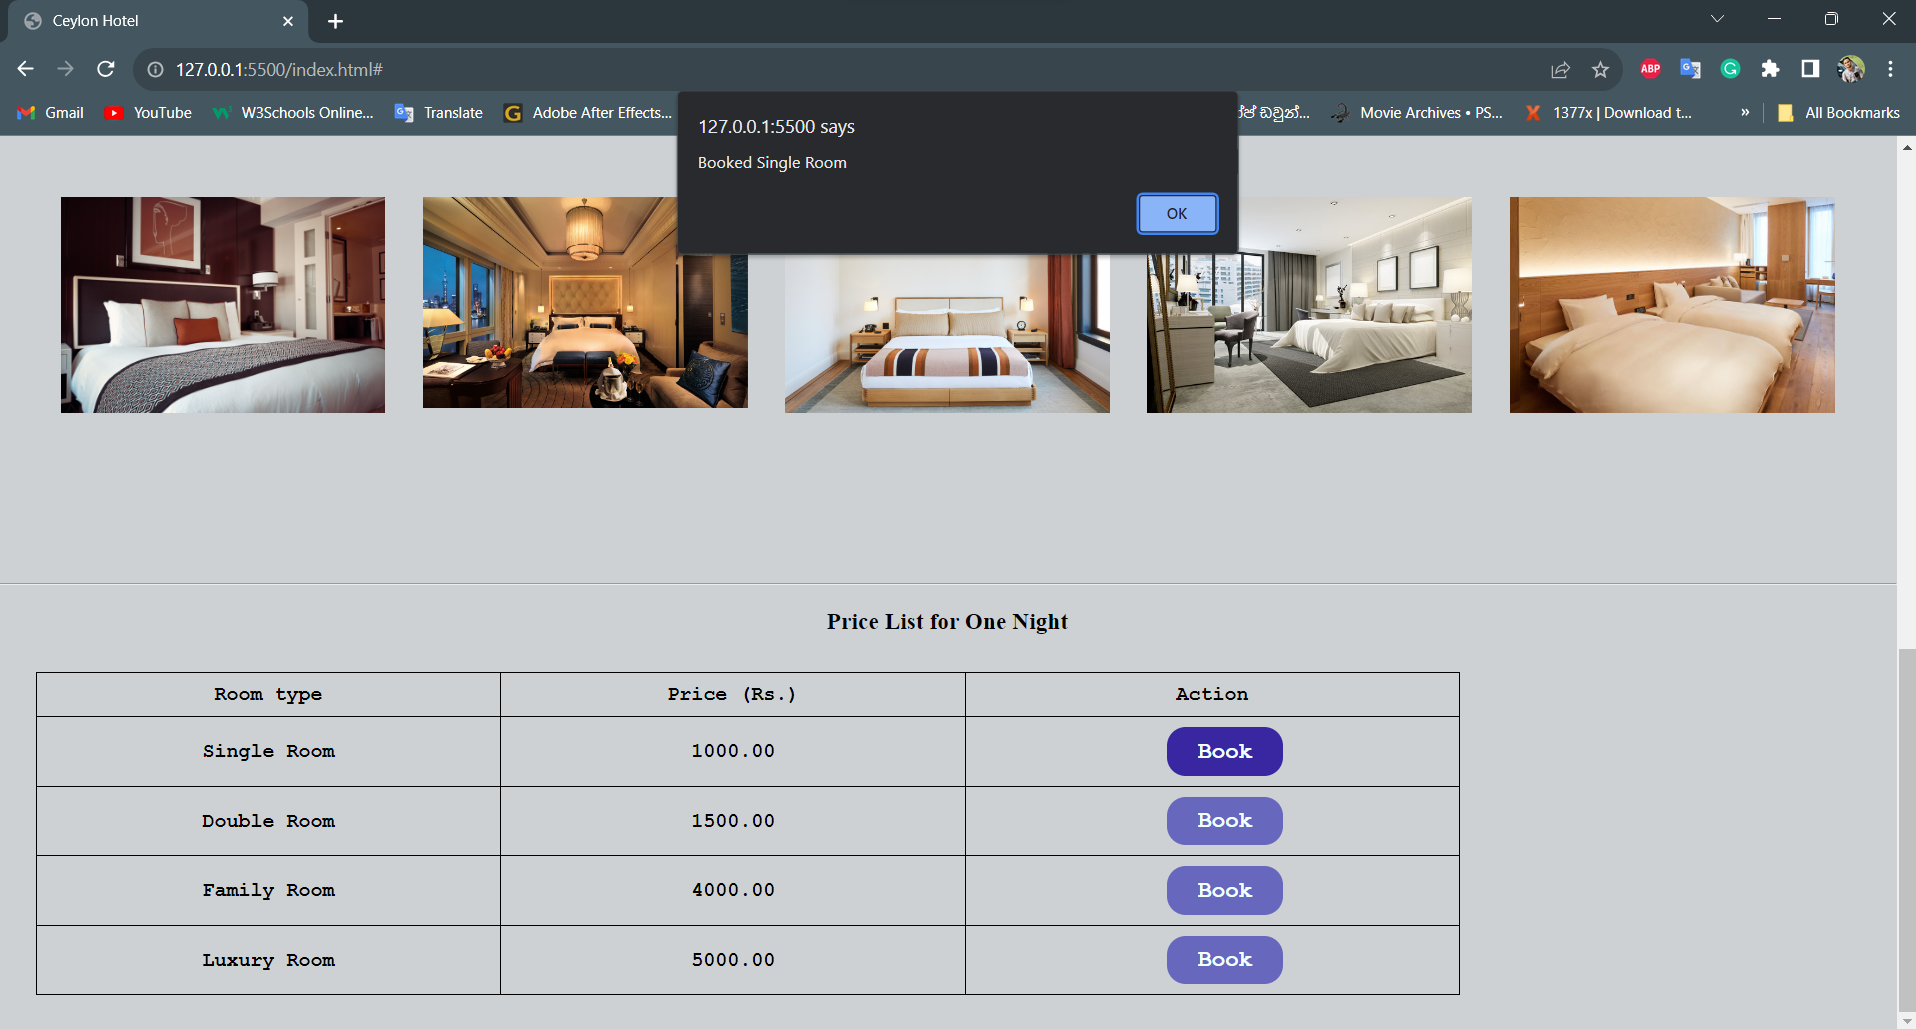 Ceylon Hotel
127.0.0.1:5500/index.html#
ABP
Gmail
YouTube
W3Schools Online...
Translate
Adobe After Effects...
Movie Archives • PS...
1377x | Download t...
»
All Bookmarks
127.0.0.1:5500 says
Booked Single Room
OK
Price List for One Night
Room type Price (Rs.) Action
Single Room 1000.00 Book
Double Room 1500.00 Book
Family Room 4000.00 Book
Luxury Room 5000.00 Book